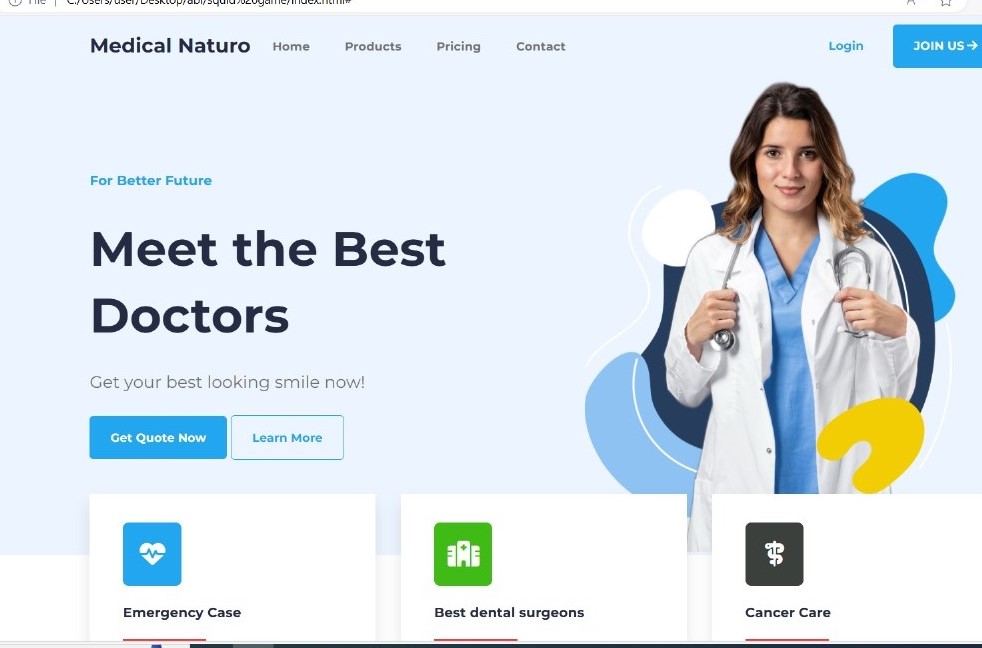 File | C:/Users/user/Desktop/abi/squid%20game/index.html#
Medical Naturo Home Products Pricing Contact Login JOIN US →
For Better Future
Meet the Best
Doctors
Get your best looking smile now!
Get Quote Now Learn More
Emergency Case Best dental surgeons Cancer Care